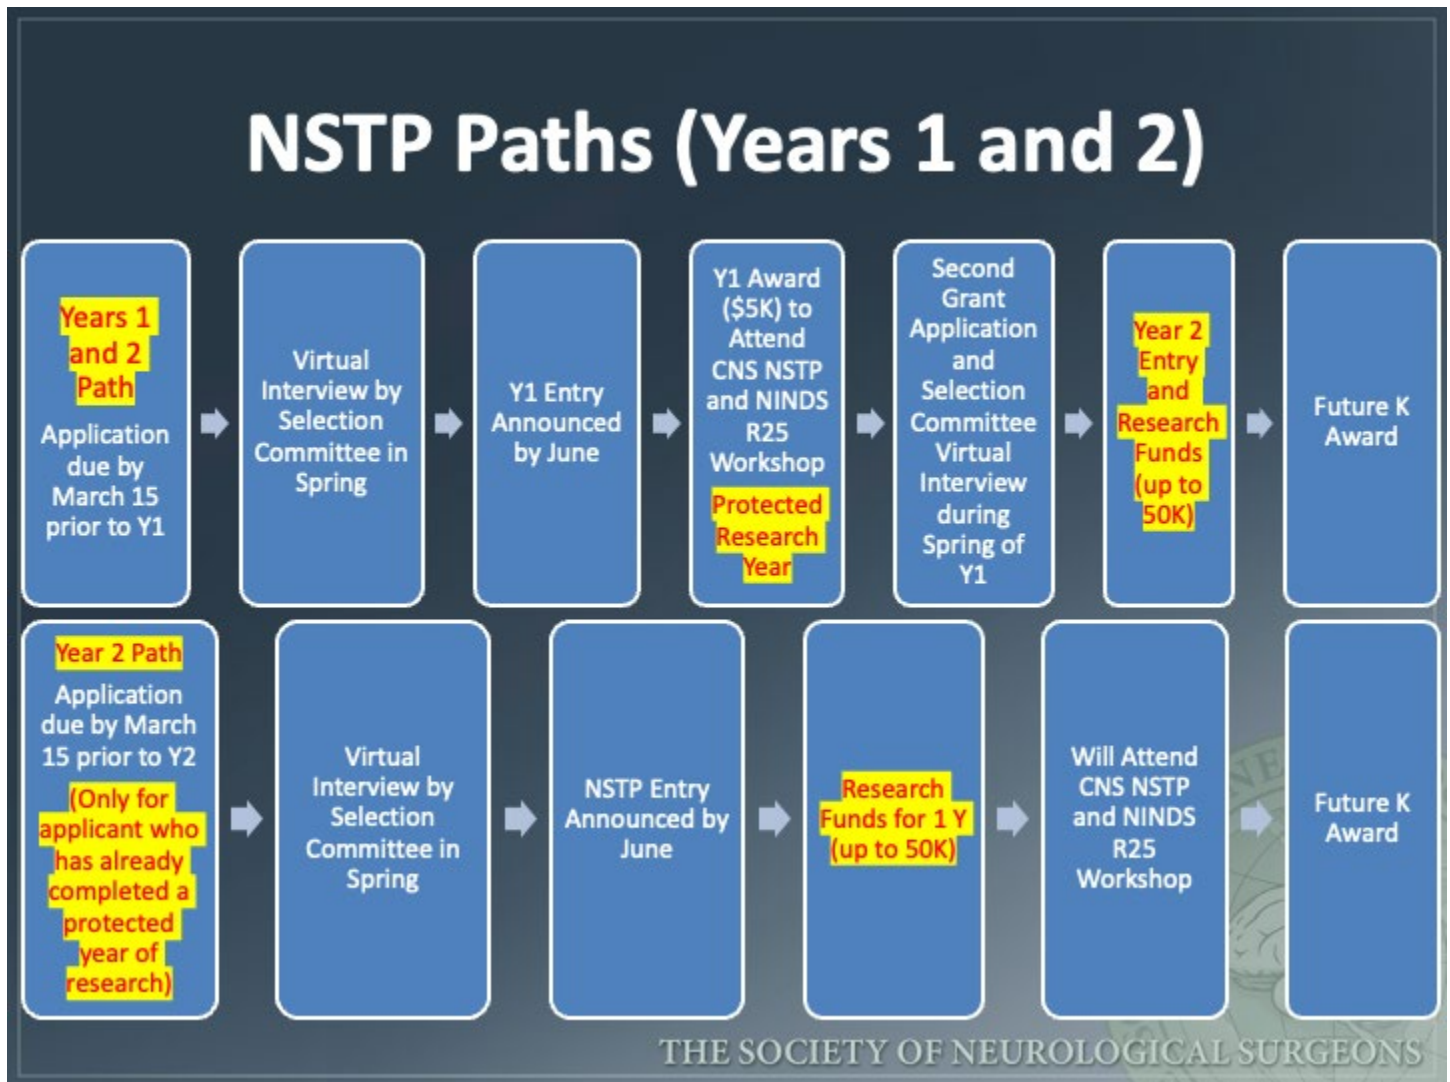 NSTP Paths (Years 1 and 2)
Years 1
and 2
Path
Application
due by
March 15
prior to Y1
Virtual
Interview by
Selection
Committee in
Spring
Y1 Entry
Announced
by June
Y1 Award
($5K) to
Attend
CNS NSTP
and NINDS
R25
Workshop
Protected
Research
Year
Second
Grant
Application
and
Selection
Committee
Virtual
Interview
during
Spring of
Y1
Year 2
Entry
and
Research
Funds
(up to
50K)
Future K
Award
Year 2 Path
Application
due by March
15 prior to Y2
(Only for
applicant who
has already
completed a
protected
year of
research)
Virtual
Interview by
Selection
Committee in
Spring
NSTP Entry
Announced by
June
Research
Funds for 1 Y
(up to 50K)
Will Attend
CNS NSTP
and NINDS
R25
Workshop
Future K
Award
THE SOCIETY OF NEUROLOGICAL SURGEONS